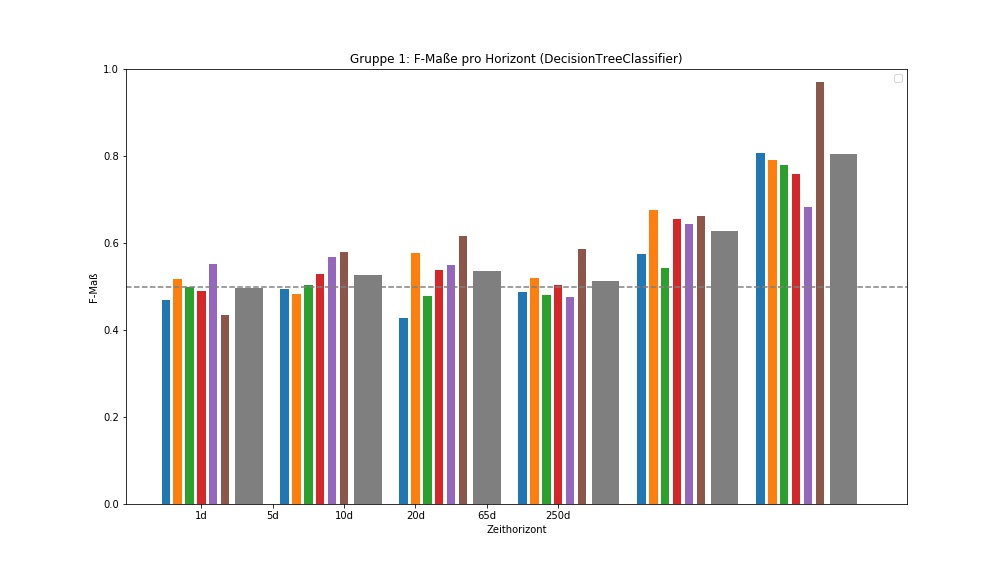 Gruppe 1: F-Maße pro Horizont (DecisionTreeClassifier)
1.0
0.8
0.6
0.4
0.2
0.0
F-Maß
1d 5d 10d 20d 65d 250d
Zeithorizont